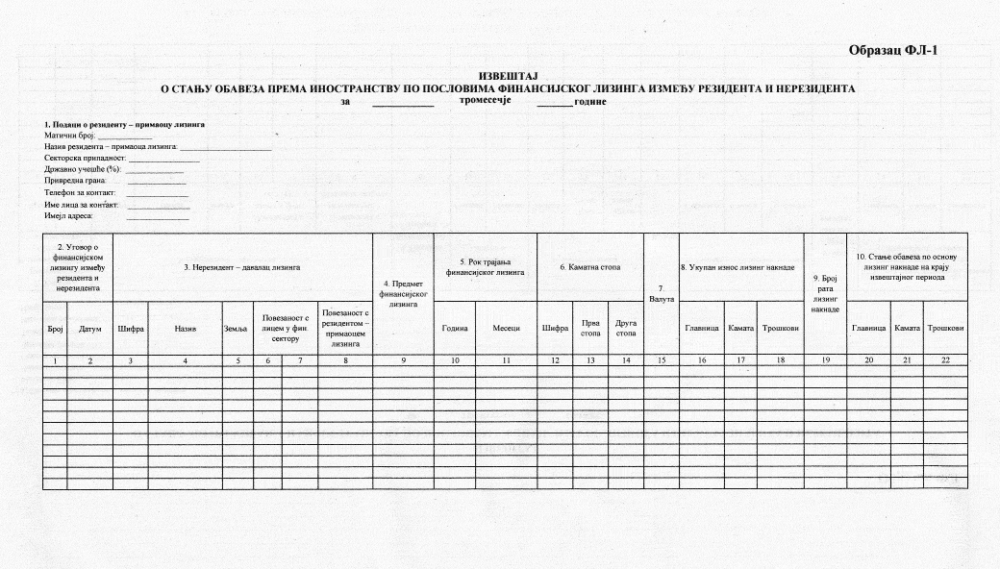 Образац ФЛ-1
ИЗВЕШТАЈ
О СТАЊУ ОБАВЕЗА ПРЕМА ИНОСТРАНСТВУ ПО ПОСЛОВИМА ФИНАНСИЈСКОГ ЛИЗИНГА ИЗМЕЂУ РЕЗИДЕНТА И НЕРЕЗИДЕНТА
за ____________ тромесечје _______ године
1. Подаци о резиденту – примаоцу лизинга
Матични број: ______________
Назив резидента – примаоца лизинга: ________________________
Секторска припадност: ___________________
Државно учешће (%): _______________
Привредна грана: _______________
Телефон за контакт: ________________
Име лица за контакт: ________________
Имејл адреса: ________________
2. Уговор о
финансијском
лизингу између
резидента и
нерезидента
3. Нерезидент – давалац лизинга
4. Предмет
финансијског
лизинга
5. Рок трајања
финансијског лизинга
6. Каматна стопа
7.
Валута
8. Укупан износ лизинг накнаде
9. Број
рата
лизинг
накнаде
10. Стање обавеза по основу
лизинг накнаде на крају
извештајног периода
Број Датум Шифра Назив Земља
Повезаност с
лицем у фин.
сектору
Повезаност с
резидентом –
примаоцем
лизинга
Година Месеци Шифра
Прва
стопа
Друга
стопа
Главница Камата Трошкови Главница Камата Трошкови
1 2 3 4 5 6 7 8 9 10 11 12 13 14 15 16 17 18 19 20 21 22